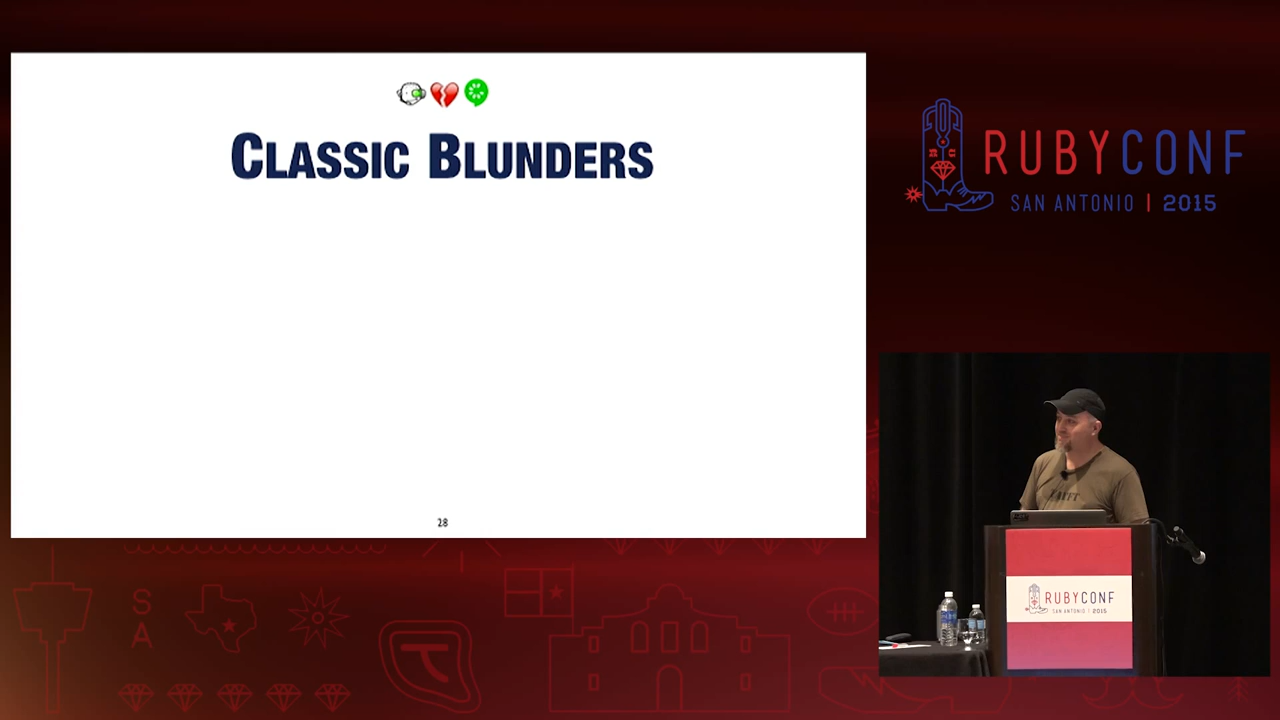 CLASSIC BLUNDERS
28
RUBYCONF
SAN ANTONIO | 2015
RUBYCONF
SAN ANTONIO | 2015
S
A